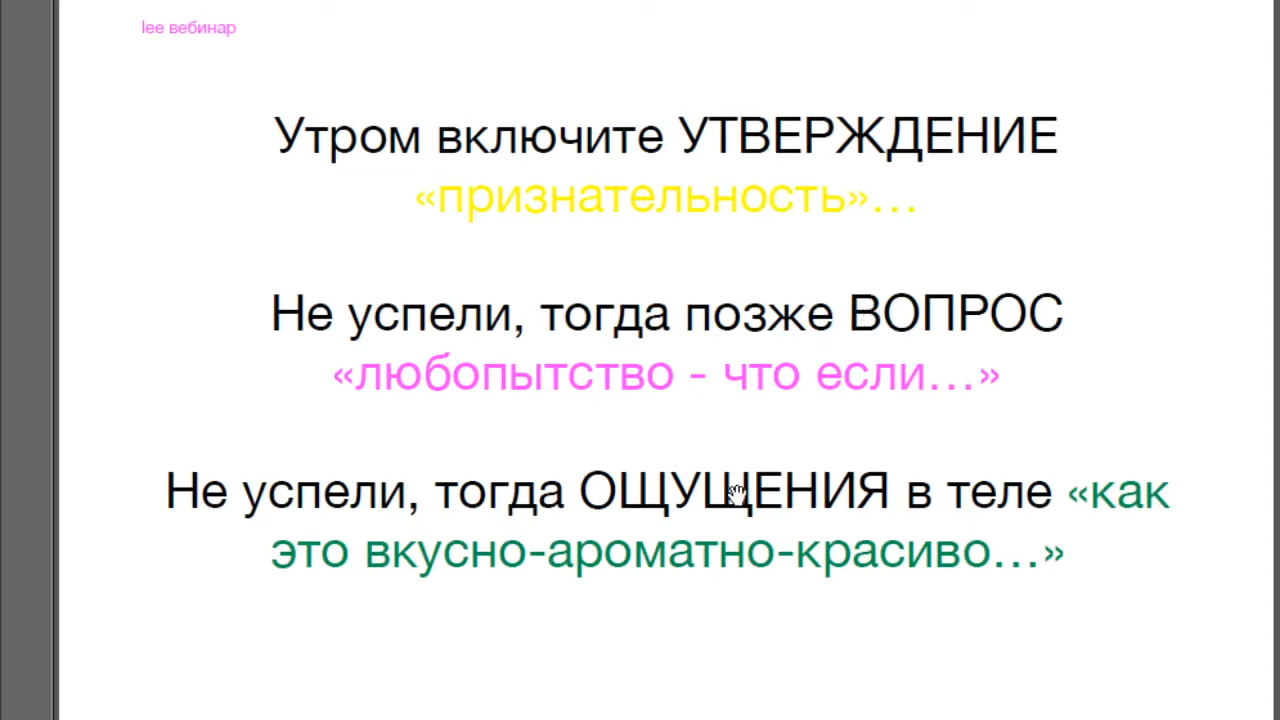 lee вебинар
Утром включите УТВЕРЖДЕНИЕ
«признательность»...
Не успели, тогда позже ВОПРОС
«любопытство - что если...»
Не успели, тогда ОЩУЩЕНИЯ в теле «как
это вкусно-ароматно-красиво...»